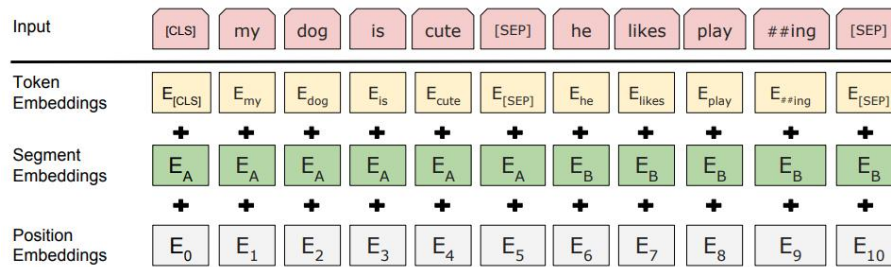 Input [CLS] my dog is cute [SEP] he likes play ##ing [SEP]
Token Embeddings E[CLS] Emy Edog Eis Ecute E[SEP] Ehe Elikes Eplay E##ing E[SEP]
+ + + + + + + + + + +
Segment Embeddings EA EA EA EA EA EA EB EB EB EB EB
+ + + + + + + + + + +
Position Embeddings E0 E1 E2 E3 E4 E5 E6 E7 E8 E9 E10